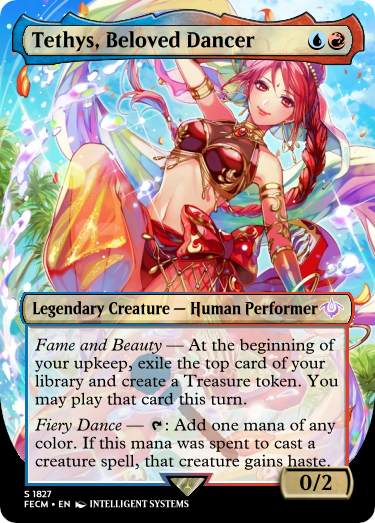 Tethys, Beloved Dancer
Legendary Creature — Human Performer
Fame and Beauty — At the beginning of
your upkeep, exile the top card of your
library and create a Treasure token. You
may play that card this turn.
Fiery Dance — : Add one mana of any
color. If this mana was spent to cast a
creature spell, that creature gains haste.
0/2
S 1827
FECM • EN INTELLIGENT SYSTEMS